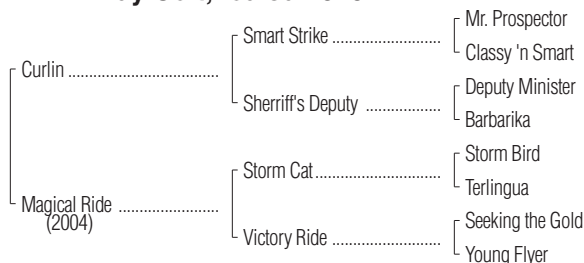 Mr. Prospector
Smart Strike ....................
Classy 'n Smart
Curlin ............................................
Deputy Minister
Sherriff's Deputy ....................
Barbarika
Storm Bird
Storm Cat....................
Terlingua
Magical Ride ............................
(2004)
Seeking the Gold
Victory Ride ....................
Young Flyer